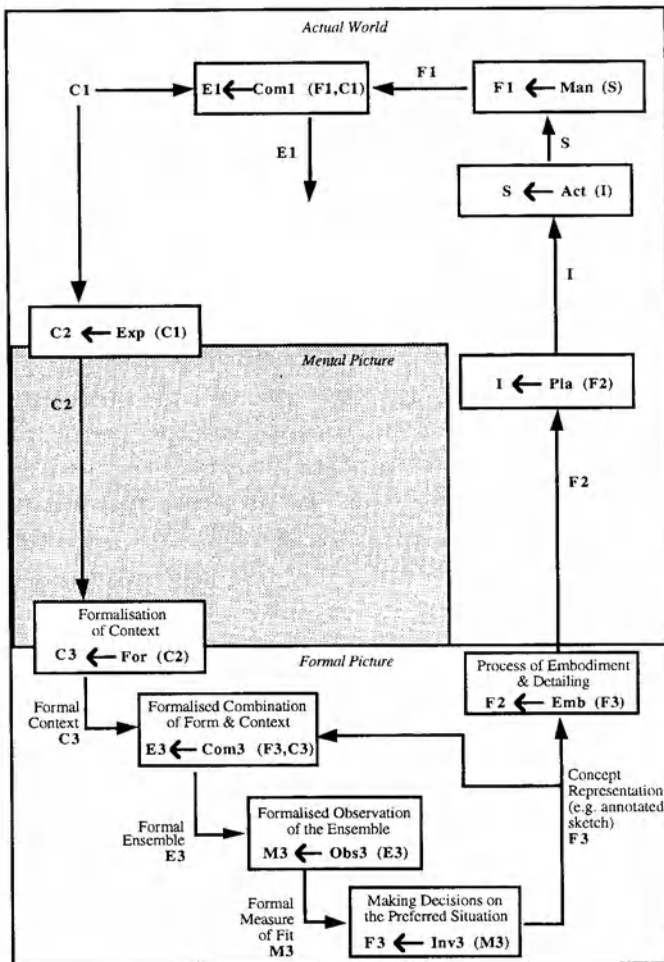 Actual World
C1
E1 ← Com1 (F1,C1)
F1
F1 ← Man (S)
E1
S
S ← Act (I)
I
C2 ← Exp (C1)
Mental Picture
C2
I ← Pla (F2)
F2
Formalisation
of Context
C3 ← For (C2)
Formal Picture
Process of Embodiment
& Detailing
F2 ← Emb (F3)
Formal
Context
C3
Formalised Combination
of Form & Context
E3 ← Com3 (F3,C3)
Concept
Representation
(e.g. annotated
sketch)
F3
Formal
Ensemble
E3
Formalised Observation
of the Ensemble
M3 ← Obs3 (E3)
Formal
Measure
of Fit
M3
Making Decisions on
the Preferred Situation
F3 ← Inv3 (M3)